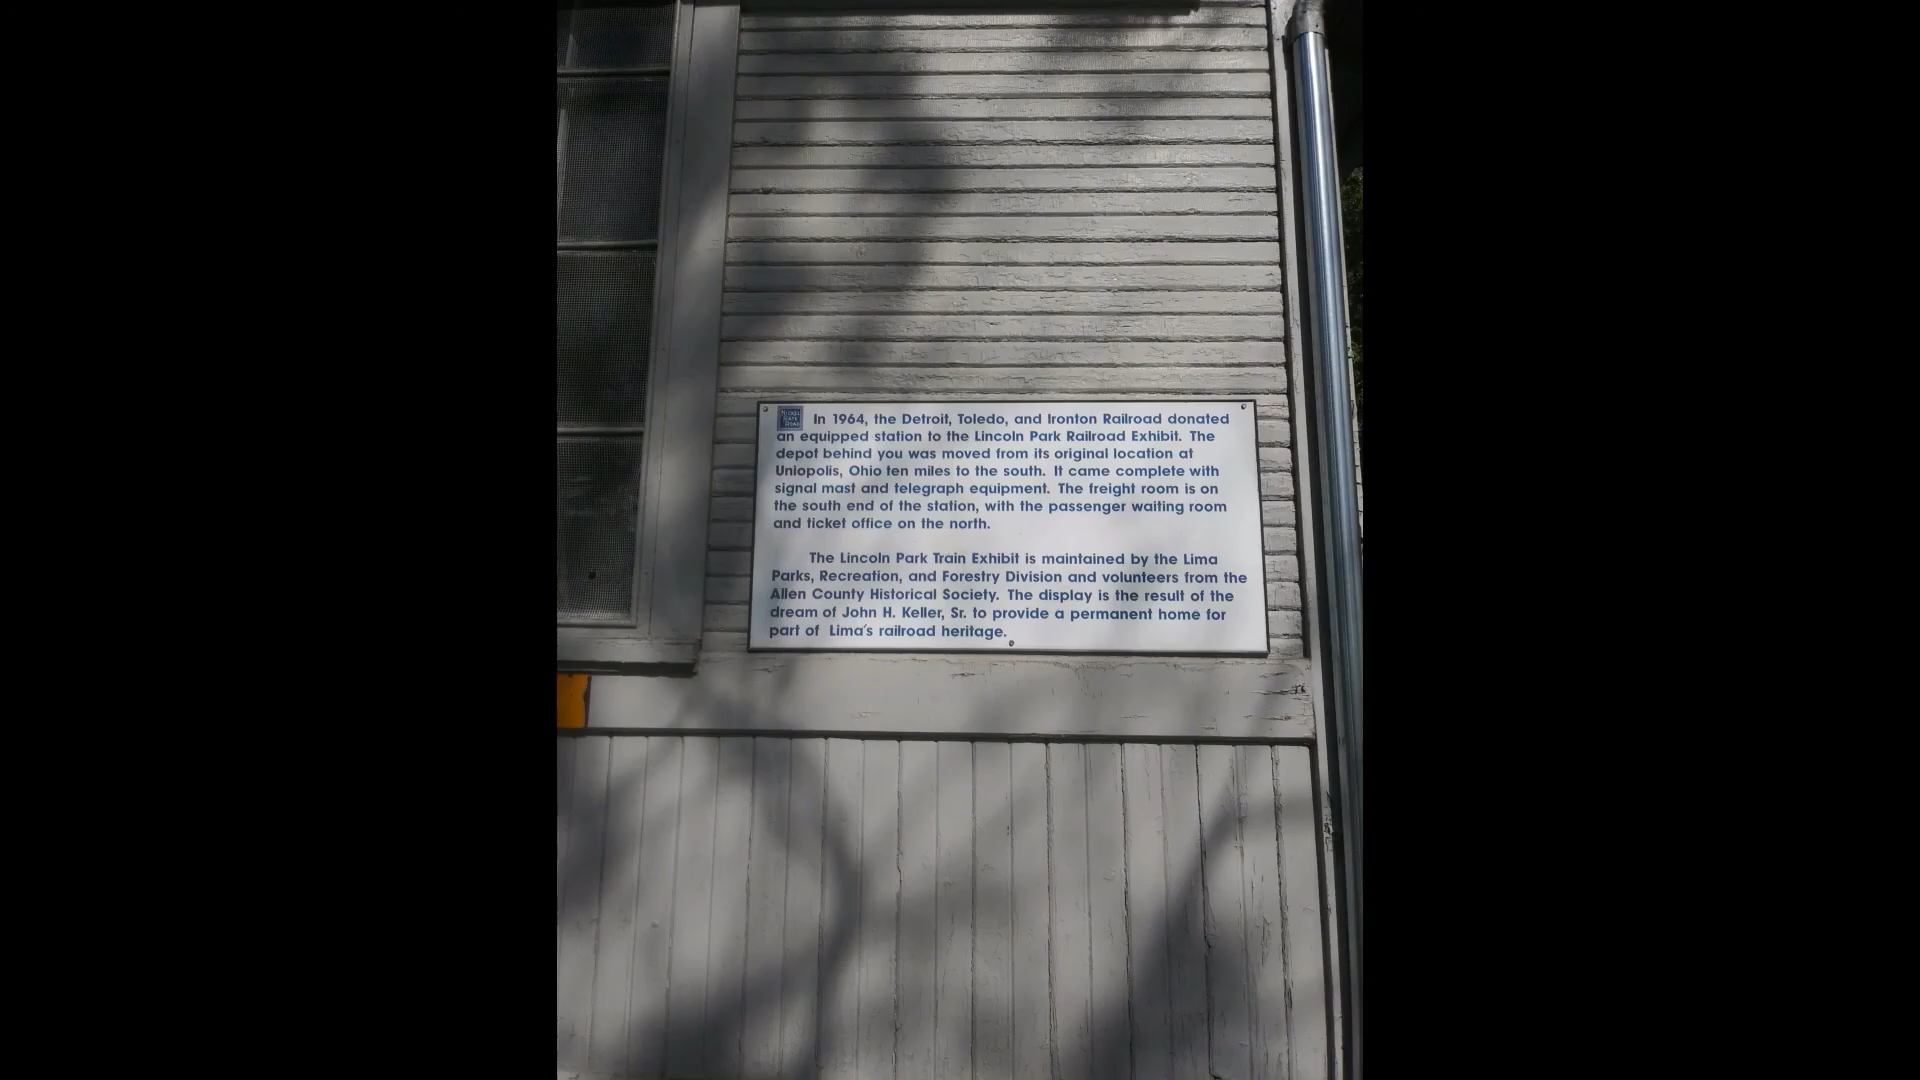 NICKEL
PLATE
ROAD
In 1964, the Detroit, Toledo, and Ironton Railroad donated
an equipped station to the Lincoln Park Railroad Exhibit. The
depot behind you was moved from its original location at
Uniopolis, Ohio ten miles to the south. It came complete with
signal mast and telegraph equipment. The freight room is on
the south end of the station, with the passenger waiting room
and ticket office on the north.
The Lincoln Park Train Exhibit is maintained by the Lima
Parks, Recreation, and Forestry Division and volunteers from the
Allen County Historical Society. The display is the result of the
dream of John H. Keller, Sr. to provide a permanent home for
part of Lima's railroad heritage.